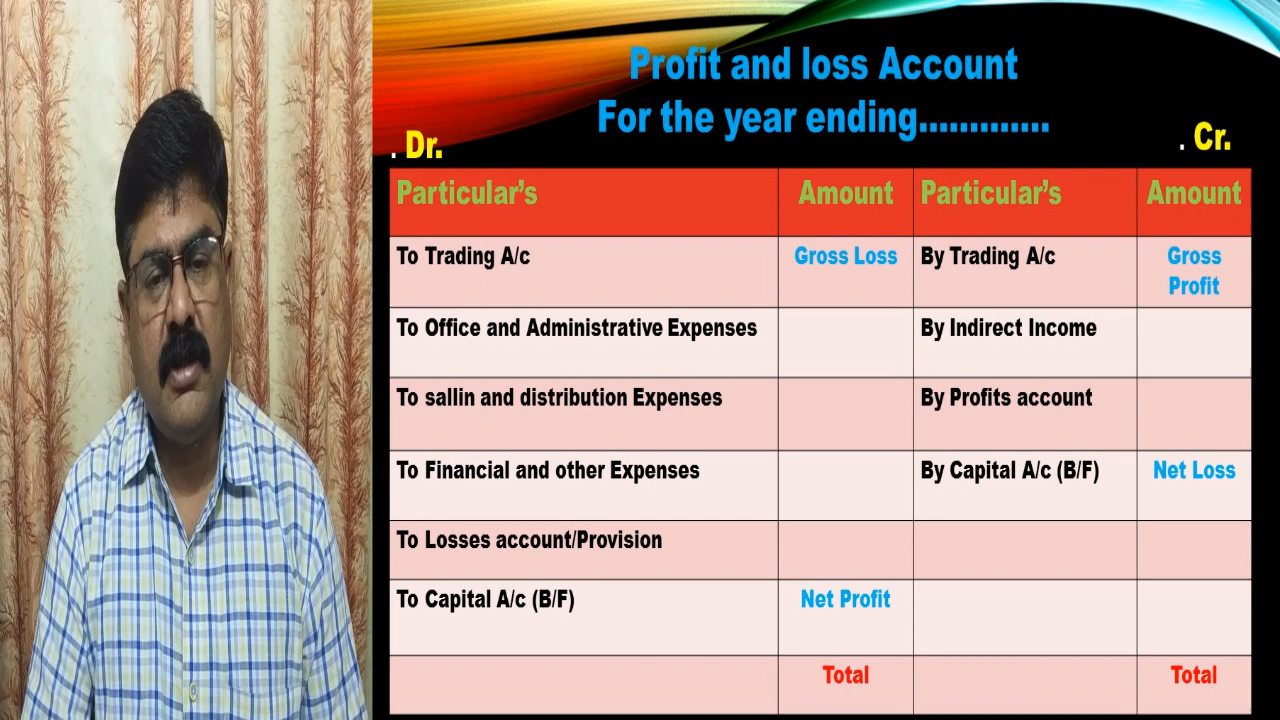 Profit and loss Account
For the year ending.............
. Dr.
. Cr.
Particular’s Amount Particular’s Amount
To Trading A/c Gross Loss By Trading A/c Gross
Profit
To Office and Administrative Expenses By Indirect Income
To sallin and distribution Expenses By Profits account
To Financial and other Expenses By Capital A/c (B/F) Net Loss
To Losses account/Provision
To Capital A/c (B/F) Net Profit
Total Total